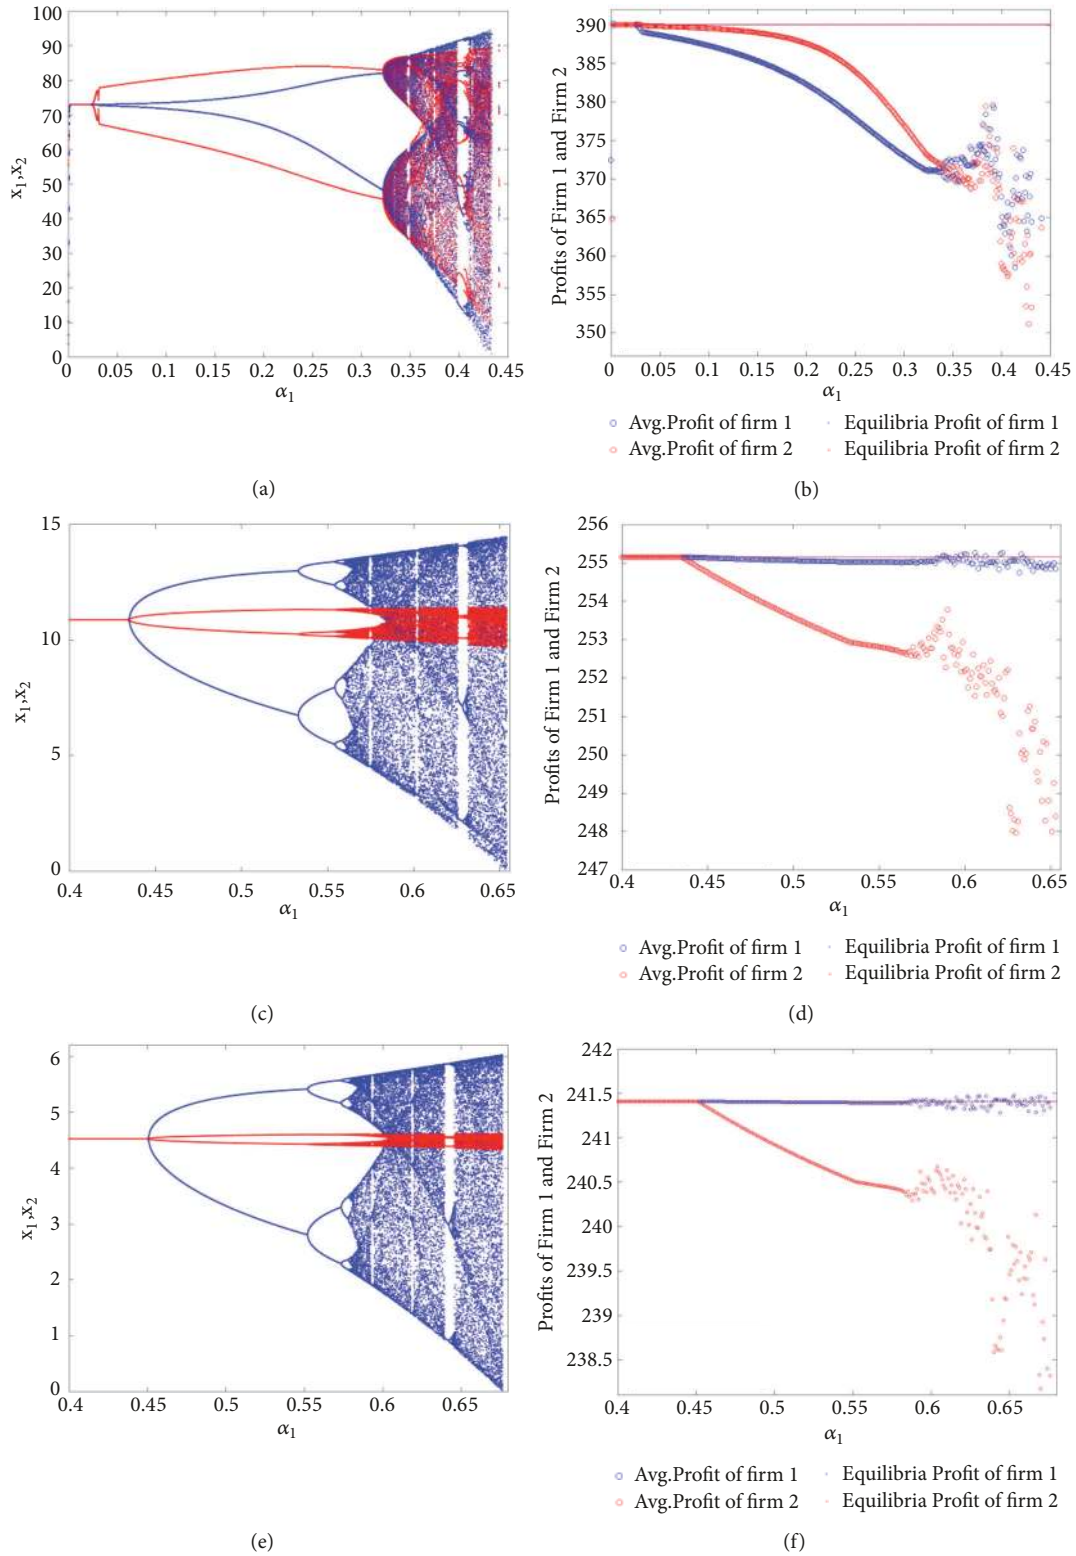 100
90
80
70
60
50
40
30
20
10
0
x1,x2
0 0.05 0.1 0.15 0.2 0.25 0.3 0.35 0.4 0.45
α1
(a)
390
385
380
375
370
365
360
355
350
Profits of Firm 1 and Firm 2
0 0.05 0.1 0.15 0.2 0.25 0.3 0.35 0.4 0.45
α1
Avg.Profit of firm 1 Equilibria Profit of firm 1
Avg.Profit of firm 2 Equilibria Profit of firm 2
(b)
15
10
5
0
x1,x2
0.4 0.45 0.5 0.55 0.6 0.65
α1
(c)
256
255
254
253
252
251
250
249
248
247
Profits of Firm 1 and Firm 2
0.4 0.45 0.5 0.55 0.6 0.65
α1
Avg.Profit of firm 1 Equilibria Profit of firm 1
Avg.Profit of firm 2 Equilibria Profit of firm 2
(d)
6
5
4
3
2
1
0
x1,x2
0.4 0.45 0.5 0.55 0.6 0.65
α1
(e)
242
241.5
241
240.5
240
239.5
239
238.5
Profits of Firm 1 and Firm 2
0.4 0.45 0.5 0.55 0.6 0.65
α1
Avg.Profit of firm 1 Equilibria Profit of firm 1
Avg.Profit of firm 2 Equilibria Profit of firm 2
(f)